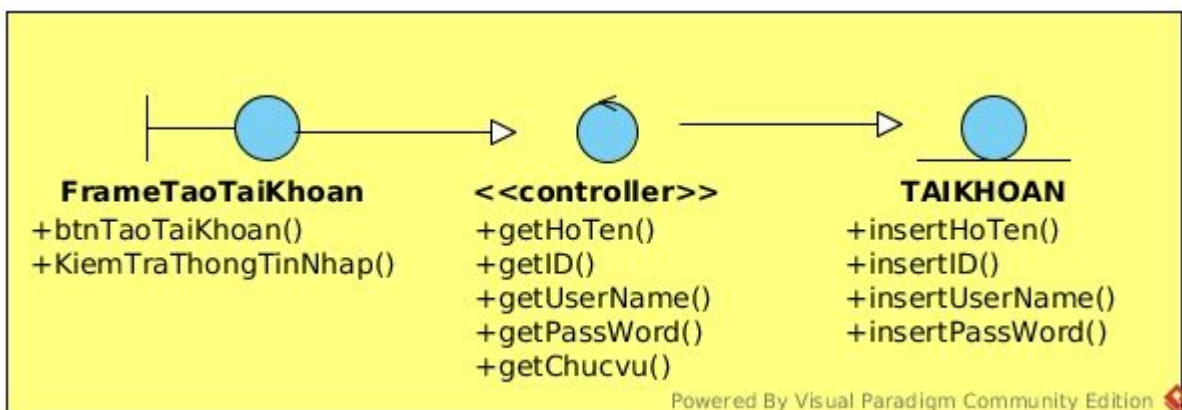 FrameTaoTaiKhoan
+btnTaoTaiKhoan()
+KiemTraThongTinNhap()
<<controller>>
+getHoTen()
+getID()
+getUserName()
+getPassWord()
+getChucvu()
TAIKHOAN
+insertHoTen()
+insertID()
+insertUserName()
+insertPassWord()
Powered By Visual Paradigm Community Edition